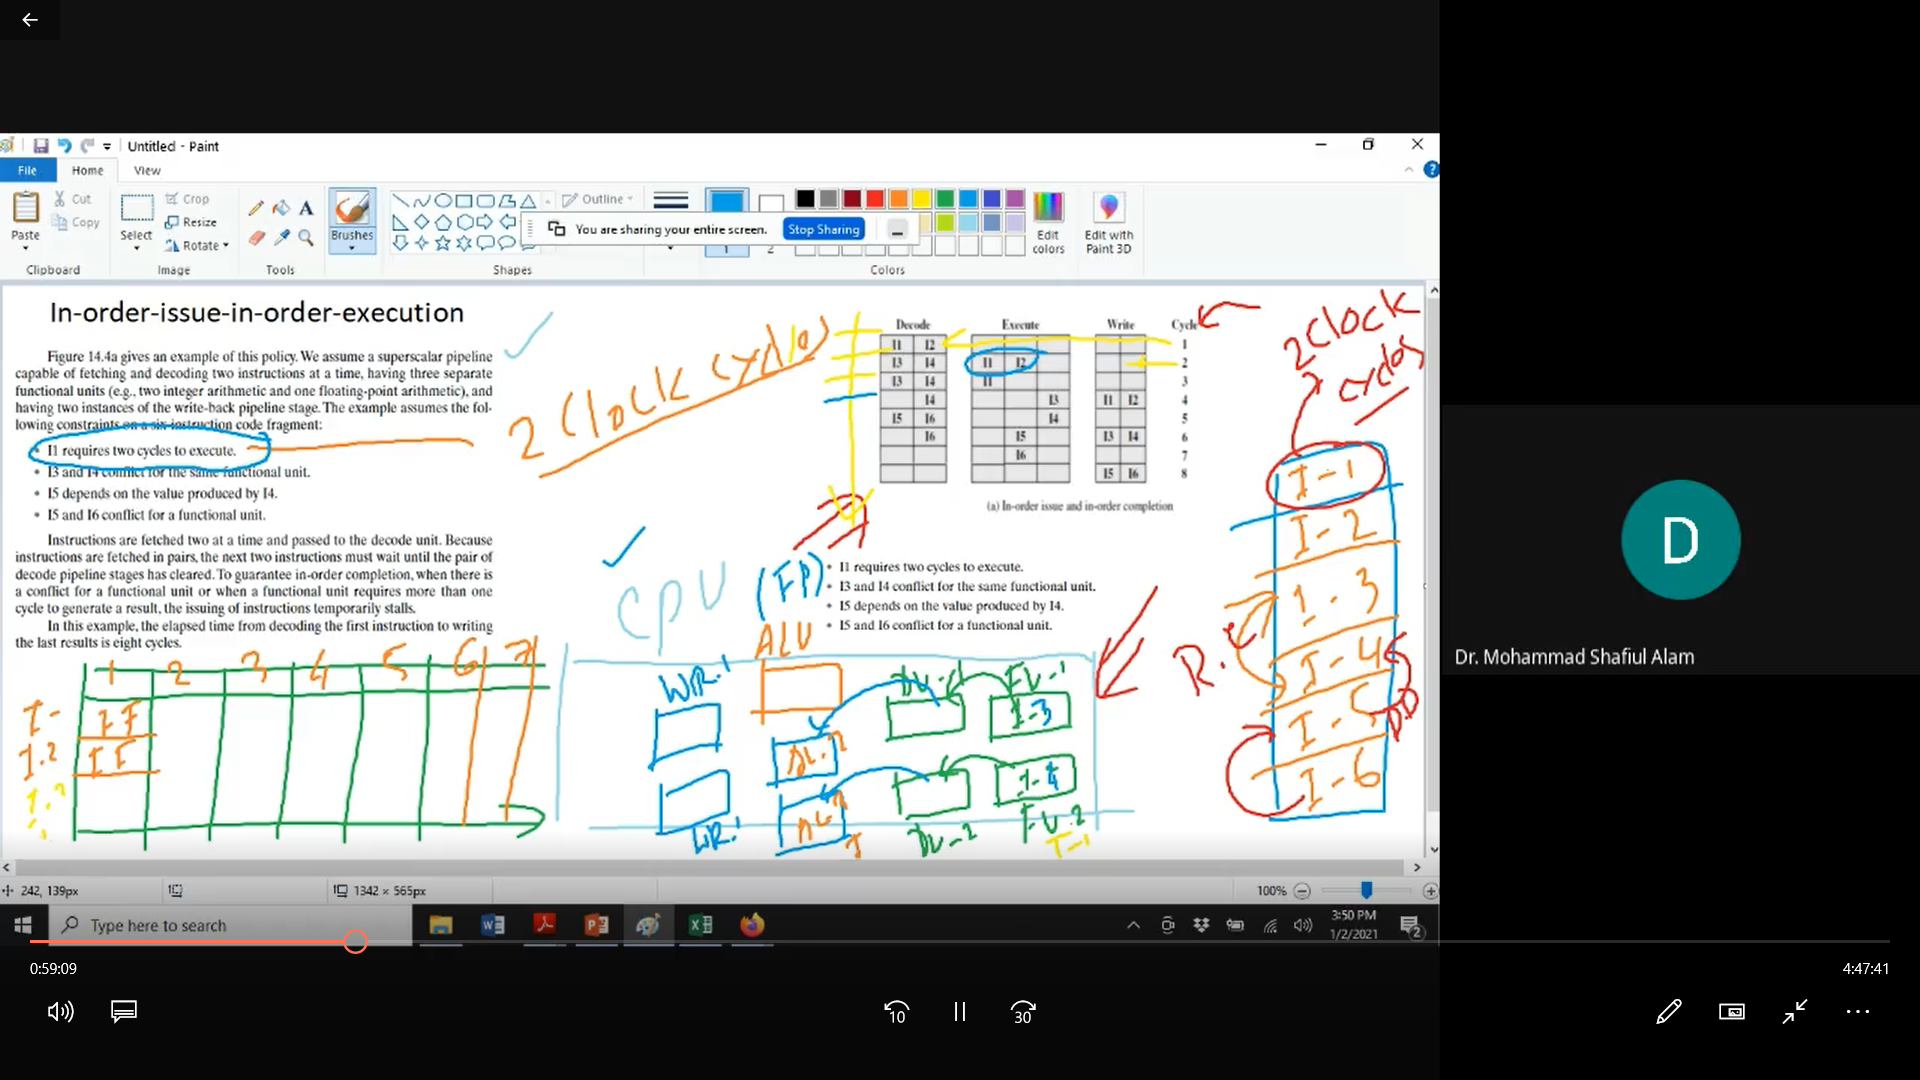 Untitled - Paint
File Home View
Paste
Cut
Copy
Clipboard
Select
Crop
Resize
Rotate
Image
Tools
Brushes
Shapes
Outline
You are sharing your entire screen. Stop Sharing
1 2
Colors
Edit colors
Edit with Paint 3D
In-order-issue-in-order-execution
Figure 14.4a gives an example of this policy. We assume a superscalar pipeline
capable of fetching and decoding two instructions at a time, having three separate
functional units (e.g., two integer arithmetic and one floating-point arithmetic), and
having two instances of the write-back pipeline stage. The example assumes the fol-
lowing constraints on a six-instruction code fragment:
• I1 requires two cycles to execute.
• I3 and I4 conflict for the same functional unit.
• I5 depends on the value produced by I4.
• I5 and I6 conflict for a functional unit.
Instructions are fetched two at a time and passed to the decode unit. Because
instructions are fetched in pairs, the next two instructions must wait until the pair of
decode pipeline stages has cleared. To guarantee in-order completion, when there is
a conflict for a functional unit or when a functional unit requires more than one
cycle to generate a result, the issuing of instructions temporarily stalls.
In this example, the elapsed time from decoding the first instruction to writing
the last results is eight cycles.
2 Clock cycles
Decode Execute Write Cycle
I1 I2 1
I3 I4 I1 I2 2
I3 I4 I1 3
I4 I3 I1 I2 4
I5 I6 I4 5
I6 I5 I3 I4 6
I6 7
I5 I6 8
(a) In-order issue and in-order completion
• I1 requires two cycles to execute.
• I3 and I4 conflict for the same functional unit.
• I5 depends on the value produced by I4.
• I5 and I6 conflict for a functional unit.
2 Clock
cycles
I-1
I-2
I-3
I-4
I-5
I-6
R.C
DD
CPU
(FP)
ALU
WR.1
DU-1
FU-1
I-3
AL.2
I-4
WR.1
DU-2
FU.2
I-1
1 2 3 4 5 6 7
I- IF
I.2 IF
242, 139px
1342 × 565px
100%
Type here to search
3:50 PM
1/2/2021
2
D
Dr. Mohammad Shafiul Alam
0:59:09
4:47:41
10
30